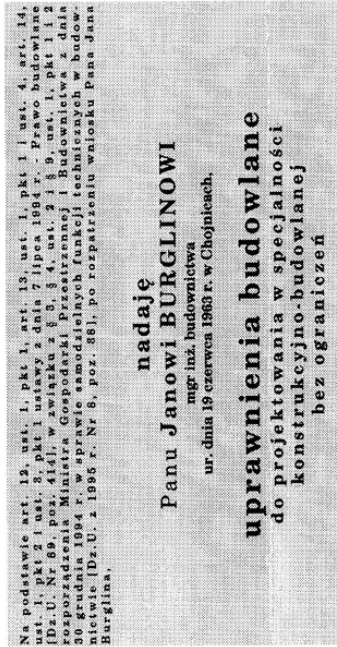 Na podstawie art. 12, ust. 1, pkt 1, art. 13, ust. 1, pkt 1 i ust. 4, art. 14,
ust. 1, pkt 2 i ust. 3, pkt 1 ustawy z dnia 7 lipca 1994 r. - Prawo budowlane
[Dz.U. Nr 89, poz. 414], w związku z § 3, § 4, ust. 2 i § 9, ust. 1, pkt 1 i 2
rozporządzenia Ministra Gospodarki Przestrzennej i Budownictwa z dnia
30 grudnia 1994 r. w sprawie samodzielnych funkcji technicznych w budow-
nictwie [Dz.U. z 1995 r. Nr 8, poz. 38], po rozpatrzeniu wniosku Pana Jana
Burglina,
nadaję
Panu Janowi BURGLINOWI
mgr inż. budownictwa
ur. dnia 19 czerwca 1963 r. w Chojnicach,
uprawnienia budowlane
do projektowania w specjalności
konstrukcyjno-budowlanej
bez ograniczeń